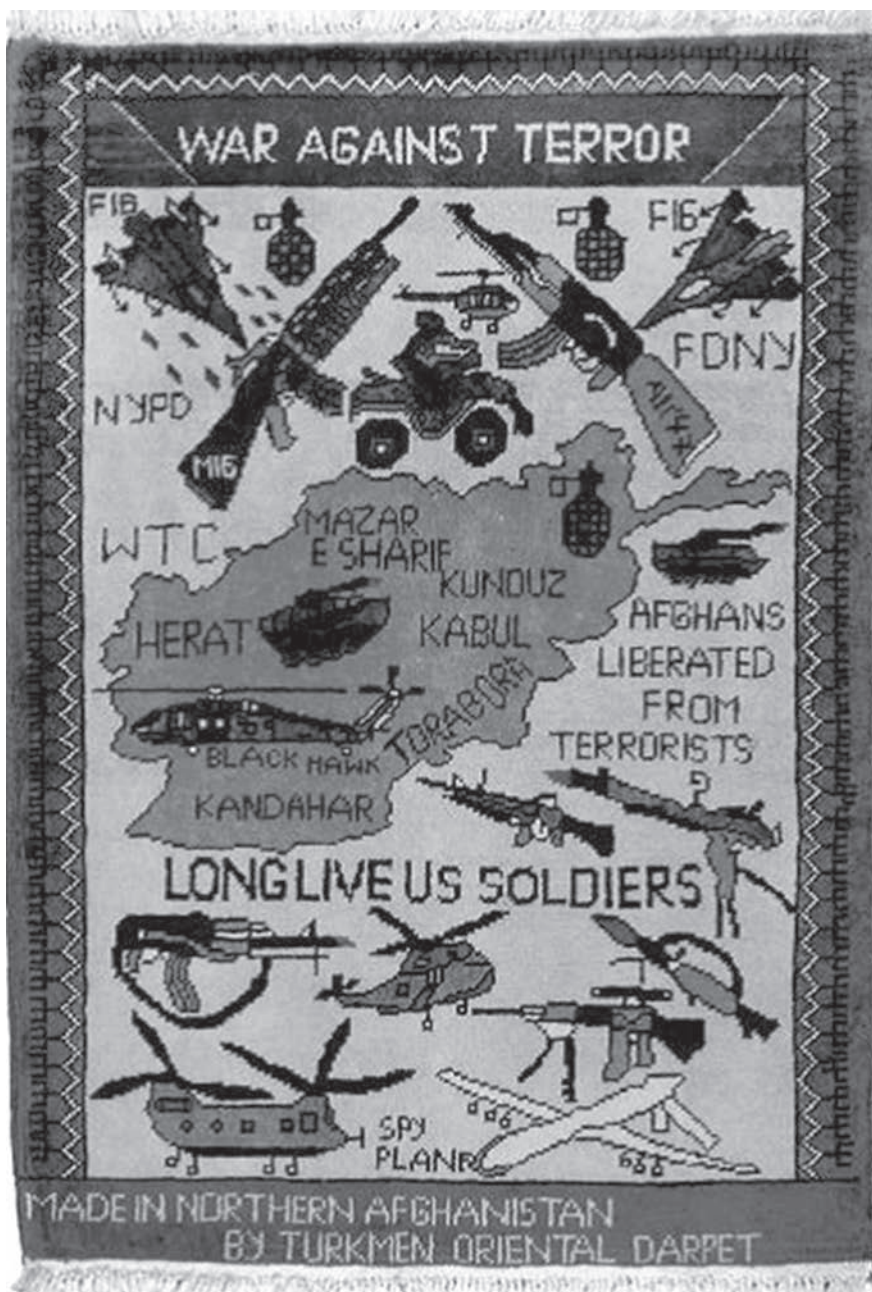 WAR AGAINST TERROR
F16
F16
FDNY
NYPD
M16
AK47
WTC
MAZAR
E SHARIF
KUNDUZ
HERAT
KABUL
TORABORA
AFGHANS
LIBERATED
FROM
TERRORISTS
BLACK HAWK
KANDAHAR
LONG LIVE US SOLDIERS
SPY
PLANE
MADE IN NORTHERN AFGHANISTAN
BY TURKMEN ORIENTAL DARPET